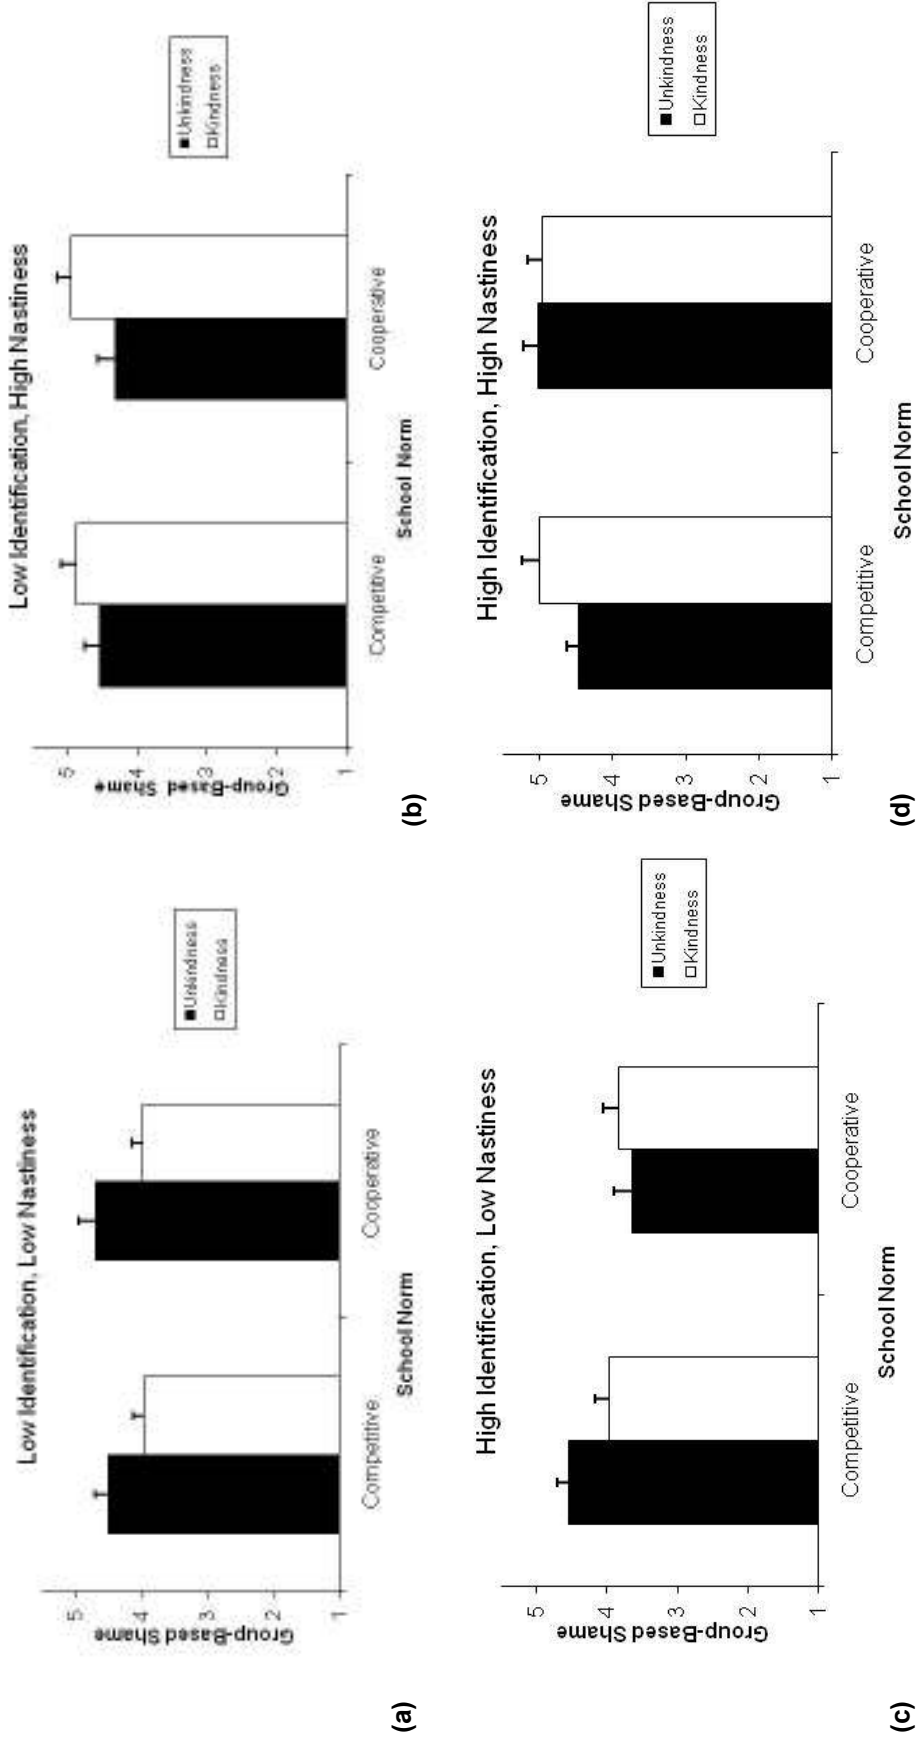 Low Identification, Low Nastiness
Group-Based Shame
5
4
3
2
1
Competitive
Cooperative
School Norm
Unkindness
Kindness
(a)
Low Identification, High Nastiness
Group-Based Shame
5
4
3
2
1
Competitive
Cooperative
School Norm
Unkindness
Kindness
(b)
High Identification, Low Nastiness
Group-Based Shame
5
4
3
2
1
Competitive
Cooperative
School Norm
Unkindness
Kindness
(c)
High Identification, High Nastiness
Group-Based Shame
5
4
3
2
1
Competitive
Cooperative
School Norm
Unkindness
Kindness
(d)